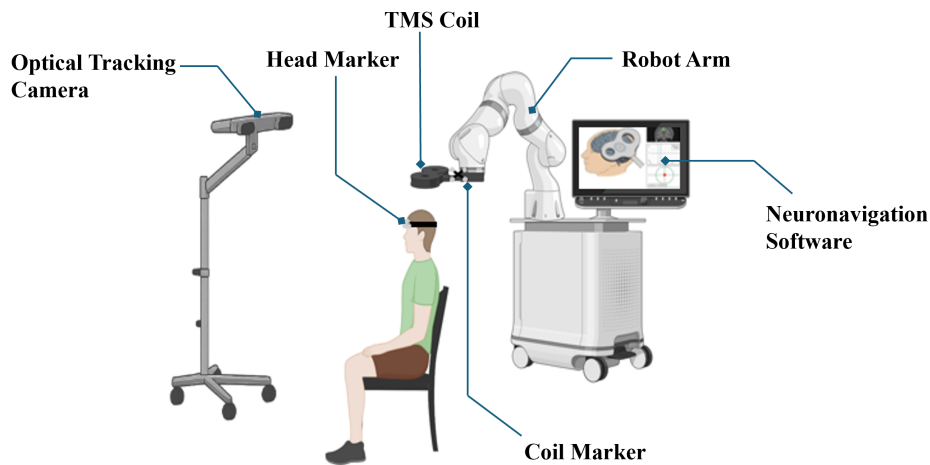 TMS Coil
Optical Tracking
Camera
Head Marker
Robot Arm
Neuronavigation
Software
Coil Marker